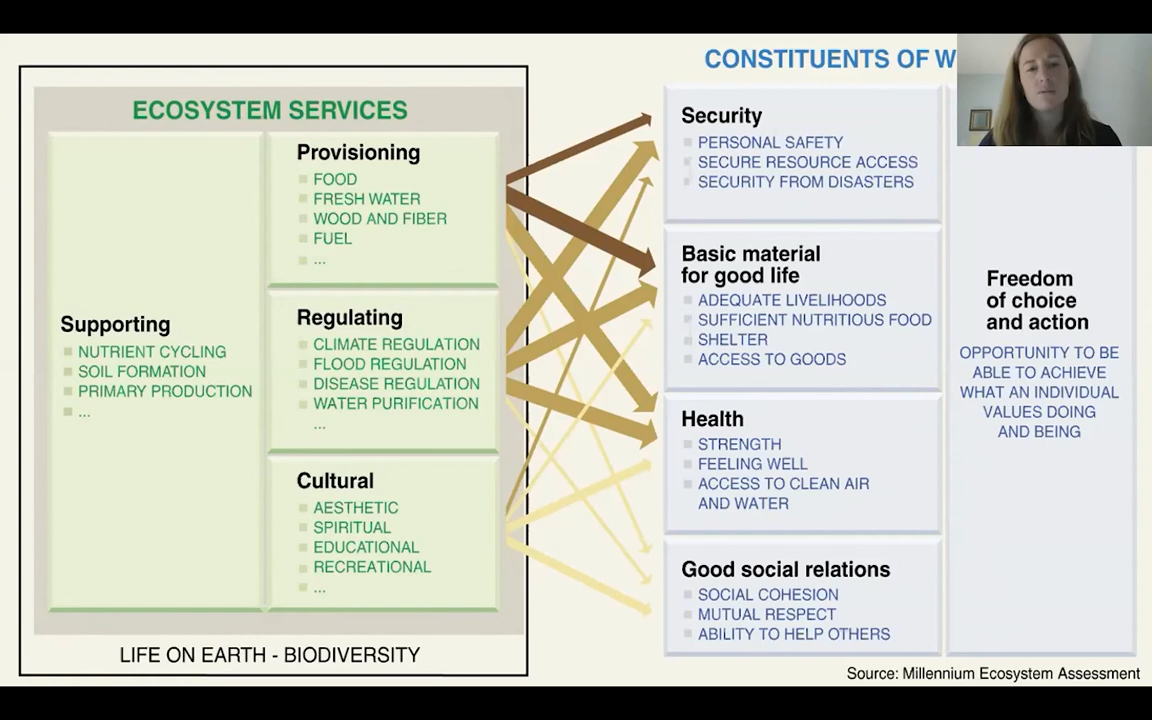 CONSTITUENTS OF W
ECOSYSTEM SERVICES
Supporting
NUTRIENT CYCLING
SOIL FORMATION
PRIMARY PRODUCTION
...
Provisioning
FOOD
FRESH WATER
WOOD AND FIBER
FUEL
...
Regulating
CLIMATE REGULATION
FLOOD REGULATION
DISEASE REGULATION
WATER PURIFICATION
...
Cultural
AESTHETIC
SPIRITUAL
EDUCATIONAL
RECREATIONAL
...
LIFE ON EARTH - BIODIVERSITY
Security
PERSONAL SAFETY
SECURE RESOURCE ACCESS
SECURITY FROM DISASTERS
Basic material
for good life
ADEQUATE LIVELIHOODS
SUFFICIENT NUTRITIOUS FOOD
SHELTER
ACCESS TO GOODS
Health
STRENGTH
FEELING WELL
ACCESS TO CLEAN AIR
AND WATER
Good social relations
SOCIAL COHESION
MUTUAL RESPECT
ABILITY TO HELP OTHERS
Freedom
of choice
and action
OPPORTUNITY TO BE
ABLE TO ACHIEVE
WHAT AN INDIVIDUAL
VALUES DOING
AND BEING
Source: Millennium Ecosystem Assessment